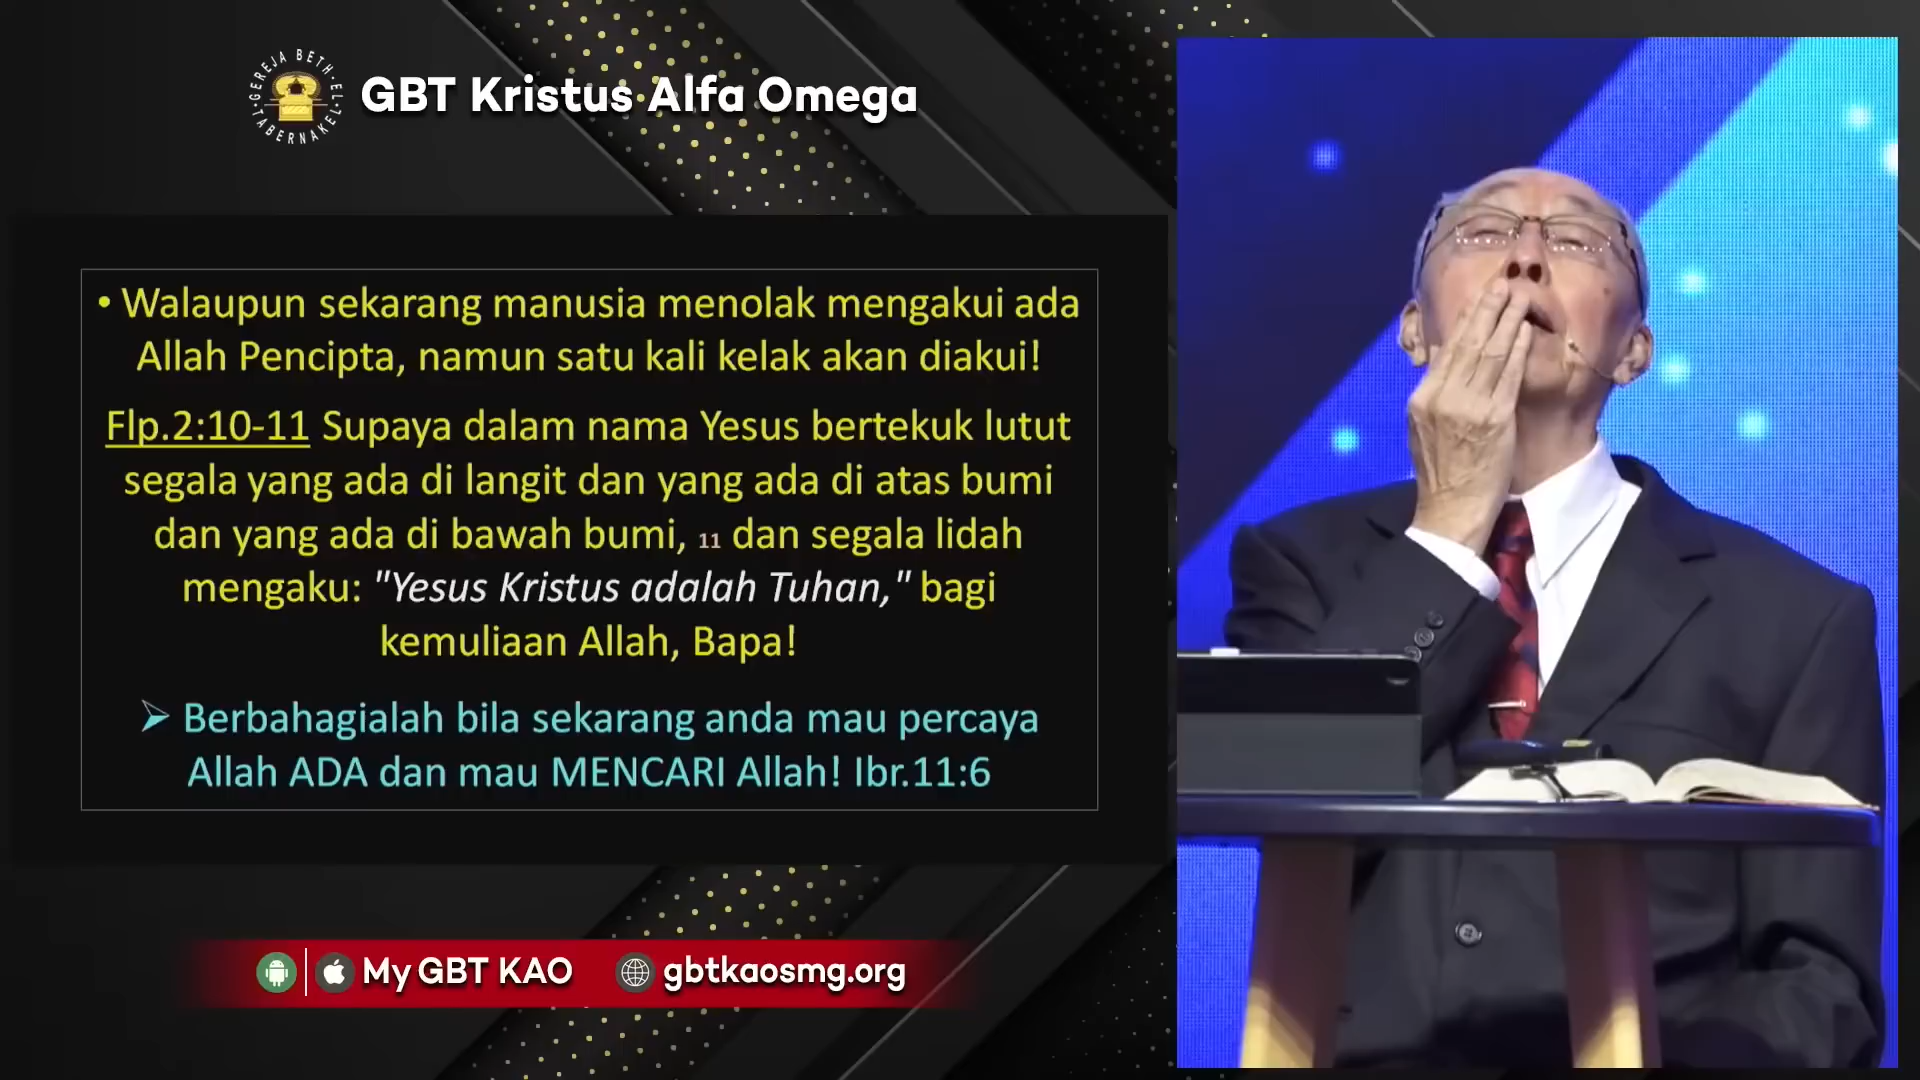 GEREJA BETH-EL TABERNAKEL
GBT Kristus Alfa Omega
• Walaupun sekarang manusia menolak mengakui ada
Allah Pencipta, namun satu kali kelak akan diakui!
Flp.2:10-11 Supaya dalam nama Yesus bertekuk lutut
segala yang ada di langit dan yang ada di atas bumi
dan yang ada di bawah bumi, 11 dan segala lidah
mengaku: "Yesus Kristus adalah Tuhan," bagi
kemuliaan Allah, Bapa!
➢ Berbahagialah bila sekarang anda mau percaya
Allah ADA dan mau MENCARI Allah! Ibr.11:6
My GBT KAO
gbtkaosmg.org